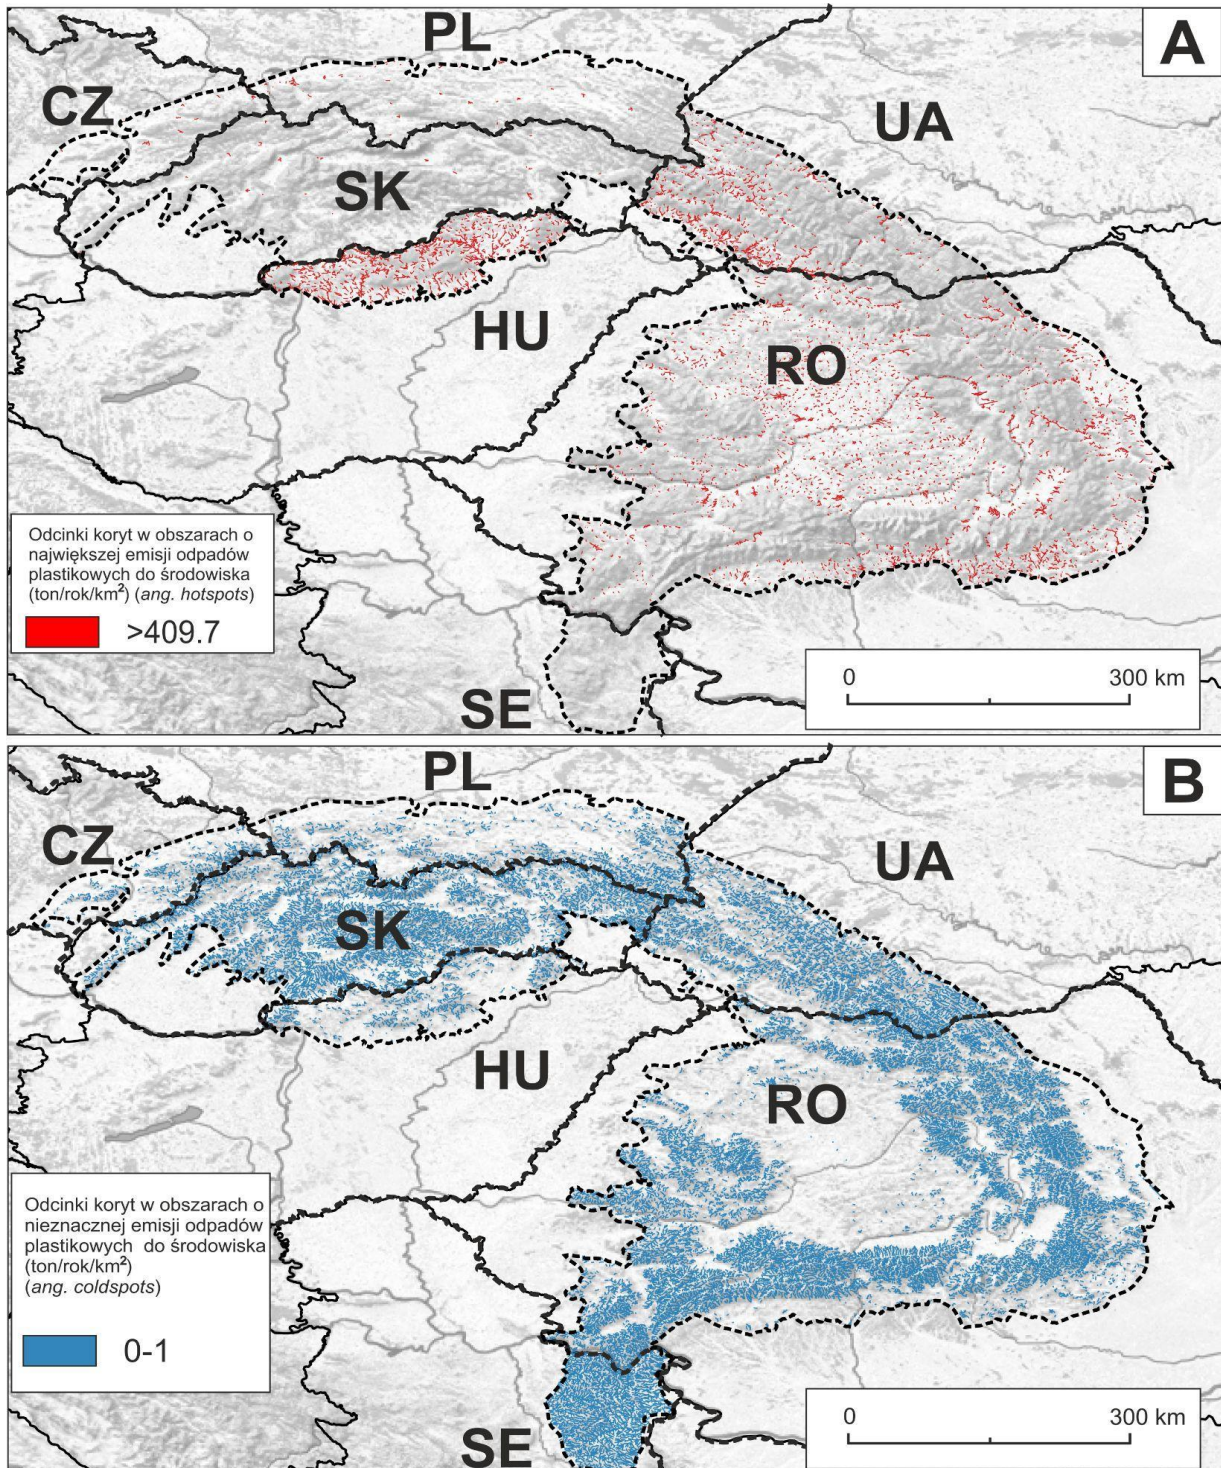 PL
A
CZ
UA
SK
HU
RO
Odcinki koryt w obszarach o
największej emisji odpadów
plastikowych do środowiska
(ton/rok/km²) (ang. hotspots)
>409.7
0 300 km
SE
PL
B
CZ
UA
SK
HU
RO
Odcinki koryt w obszarach o
nieznacznej emisji odpadów
plastikowych do środowiska
(ton/rok/km²)
(ang. coldspots)
0-1
0 300 km
SE